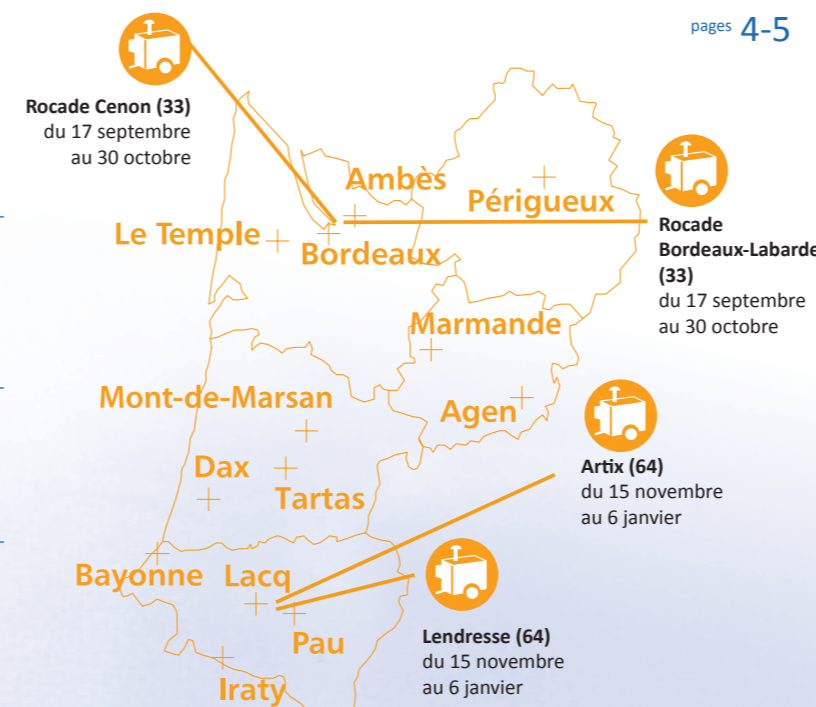 pages 4-5
Rocade Cenon (33)
du 17 septembre
au 30 octobre
Ambès
Périgueux
Le Temple
Bordeaux
Rocade
Bordeaux-Labarde
(33)
du 17 septembre
au 30 octobre
Marmande
Mont-de-Marsan
Agen
Artix (64)
du 15 novembre
au 6 janvier
Dax
Tartas
Bayonne
Lacq
Pau
Iraty
Lendresse (64)
du 15 novembre
au 6 janvier